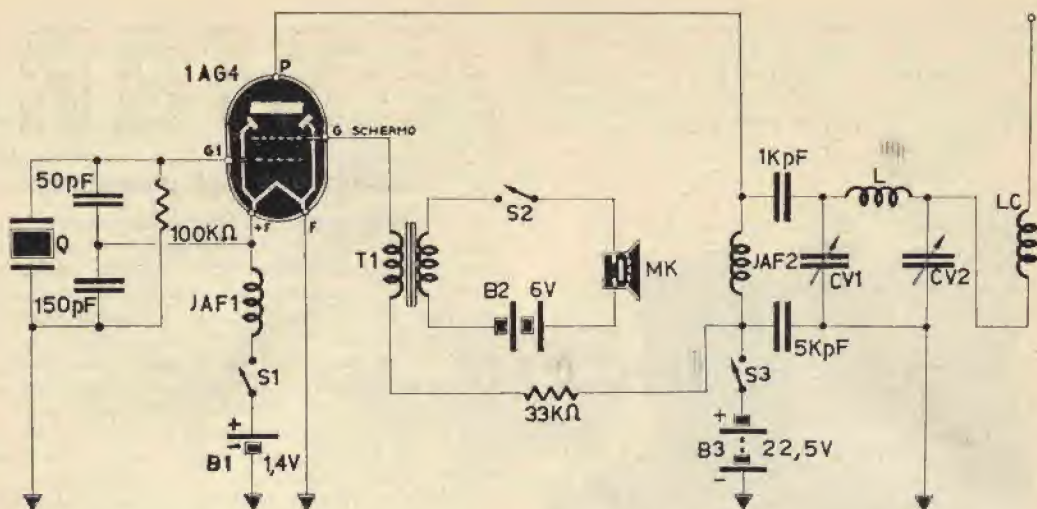 1AG4
P
G SCHERMO
G1
50pF
100KΩ
+F
F
Q
150pF
JAF1
S1
+
-
B1
1,4V
T1
S2
B2
6V
MK
33KΩ
1KpF
L
LC
JAF2
CV1
CV2
5KpF
S3
+
B3
22,5V
-